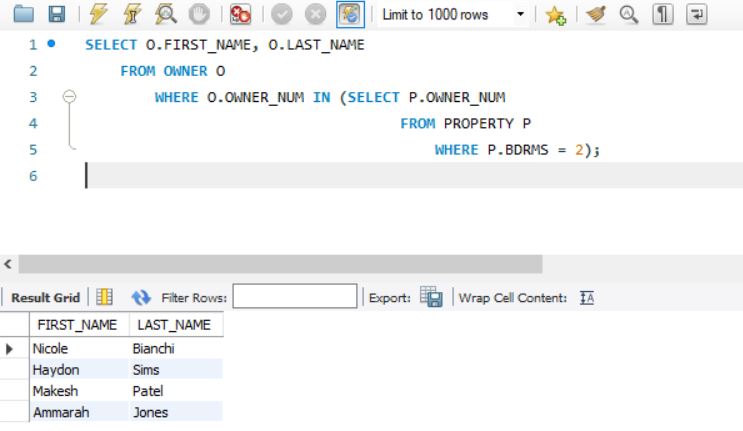 Limit to 1000 rows
1 SELECT O.FIRST_NAME, O.LAST_NAME
2 FROM OWNER O
3 WHERE O.OWNER_NUM IN (SELECT P.OWNER_NUM
4 FROM PROPERTY P
5 WHERE P.BDRMS = 2);
6
Result Grid Filter Rows: Export: Wrap Cell Content: IA
FIRST_NAME LAST_NAME
Nicole Bianchi
Haydon Sims
Makesh Patel
Ammarah Jones